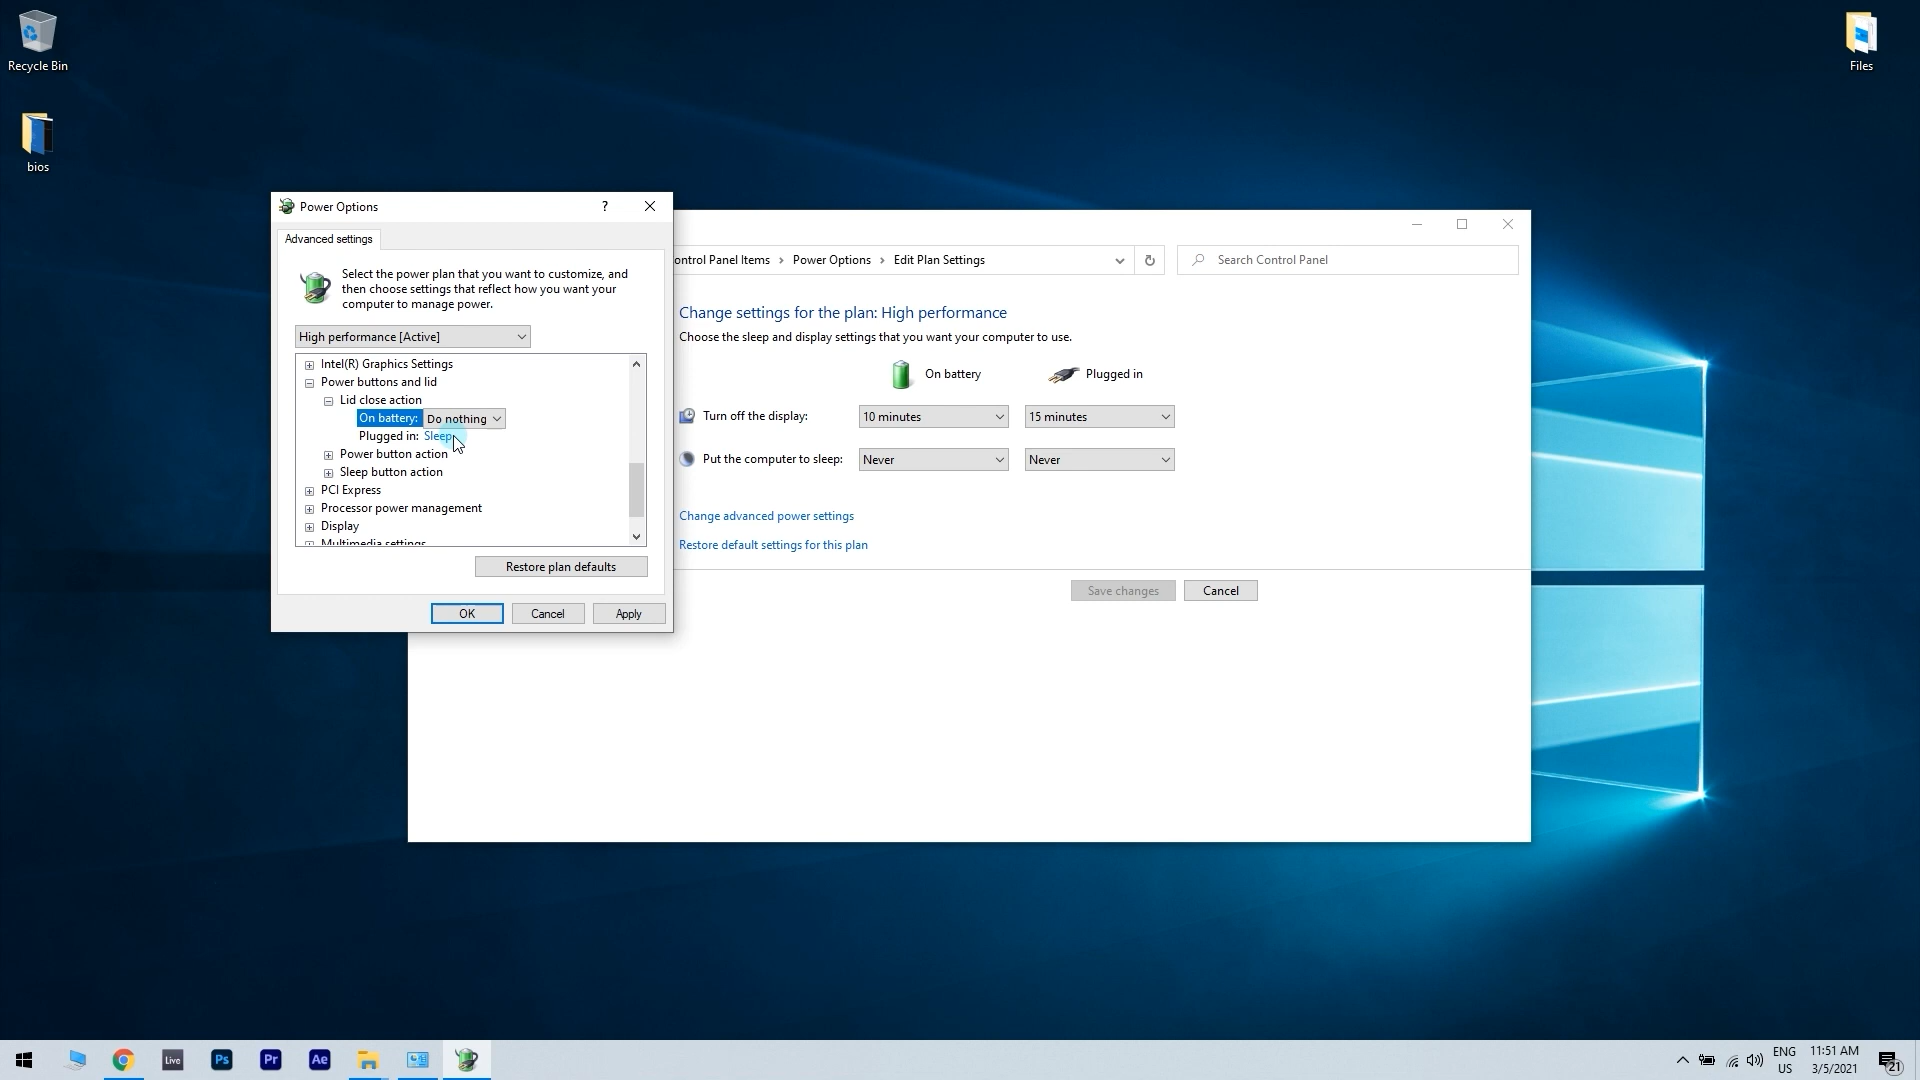 Recycle Bin
Files
bios
Power Options
?
Advanced settings
Select the power plan that you want to customize, and
then choose settings that reflect how you want your
computer to manage power.
High performance [Active]
Intel(R) Graphics Settings
Power buttons and lid
Lid close action
On battery: Do nothing
Plugged in: Sleep
Power button action
Sleep button action
PCI Express
Processor power management
Display
Multimedia settings
Restore plan defaults
OK Cancel Apply
ontrol Panel Items > Power Options > Edit Plan Settings
Search Control Panel
Change settings for the plan: High performance
Choose the sleep and display settings that you want your computer to use.
On battery Plugged in
Turn off the display: 10 minutes 15 minutes
Put the computer to sleep: Never Never
Change advanced power settings
Restore default settings for this plan
Save changes Cancel
Live Ps Pr Ae
ENG
US
11:51 AM
3/5/2021
21